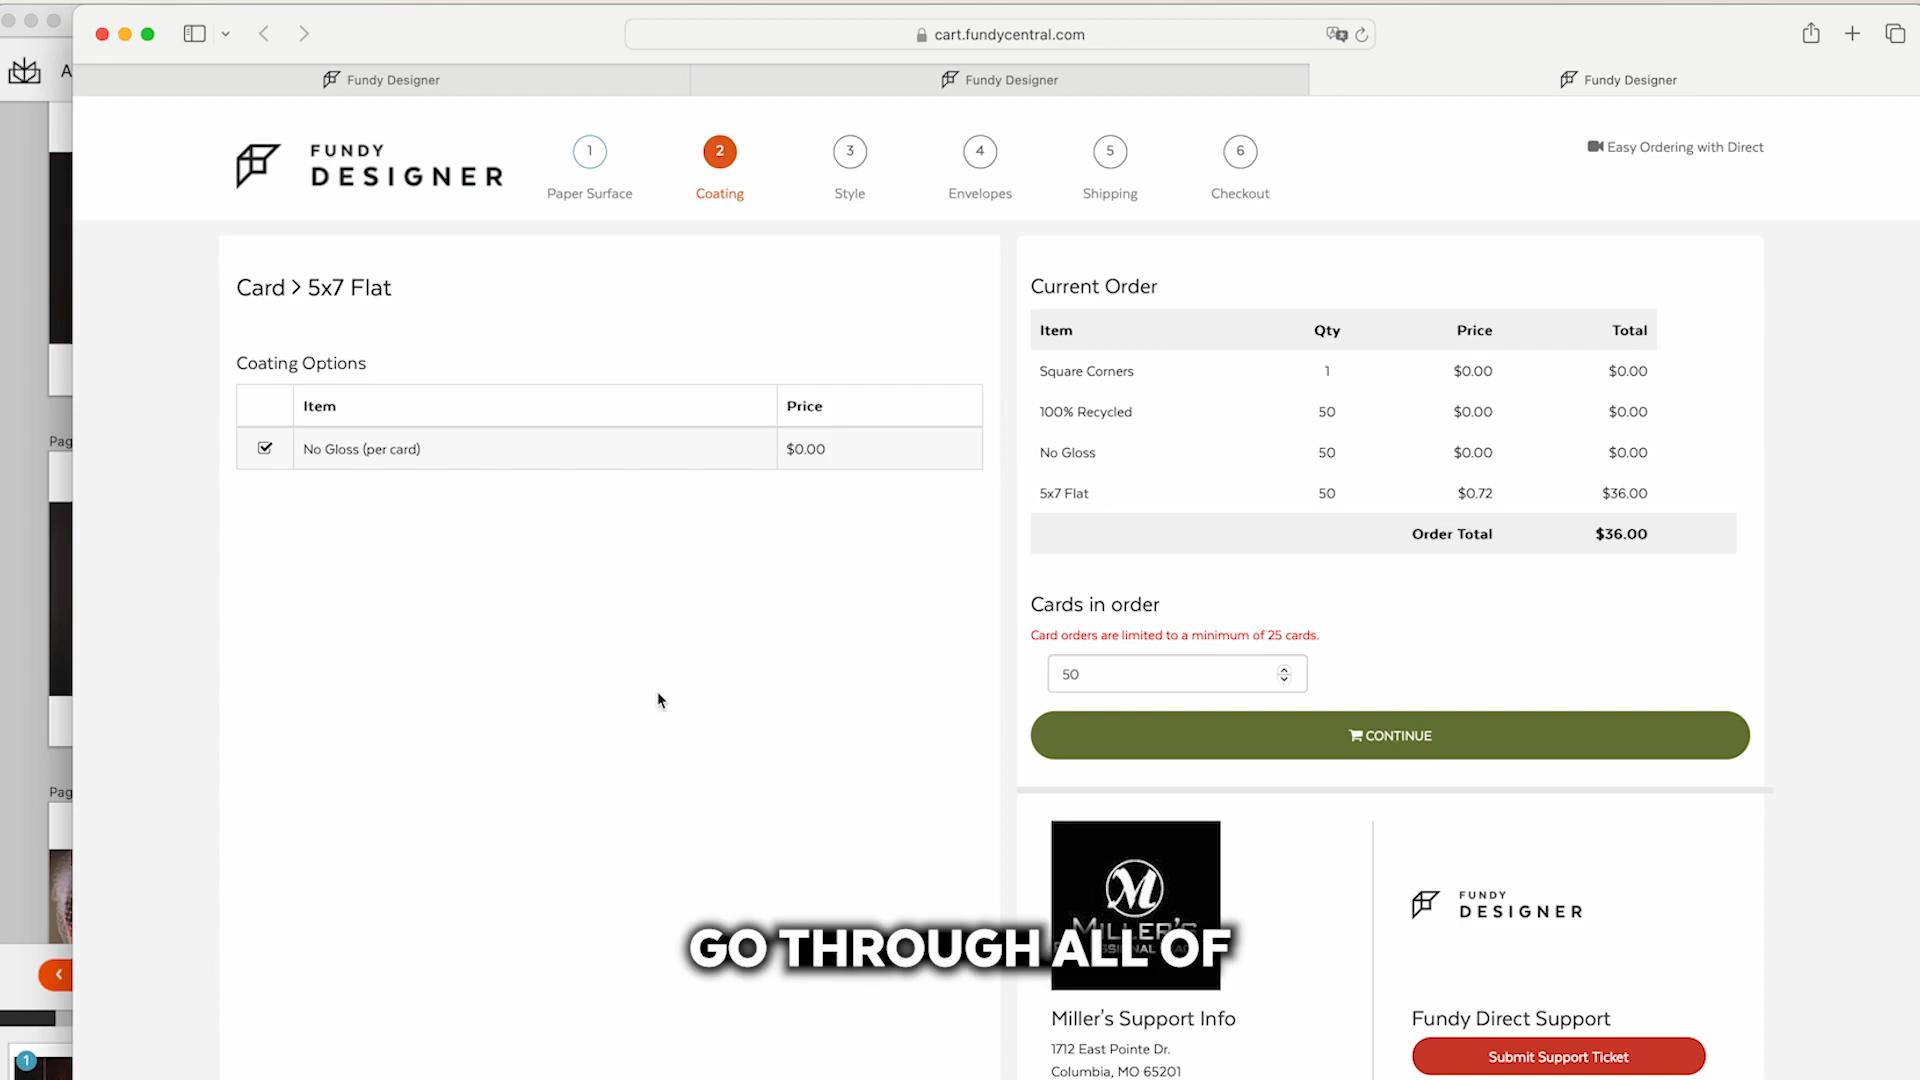 cart.fundycentral.com
Fundy Designer
Fundy Designer
Fundy Designer
A
FUNDY
DESIGNER
1
Paper Surface
2
Coating
3
Style
4
Envelopes
5
Shipping
6
Checkout
Easy Ordering with Direct
Card > 5x7 Flat
Coating Options
Item Price
No Gloss (per card) $0.00
Current Order
Item Qty Price Total
Square Corners 1 $0.00 $0.00
100% Recycled 50 $0.00 $0.00
No Gloss 50 $0.00 $0.00
5x7 Flat 50 $0.72 $36.00
Order Total $36.00
Cards in order
Card orders are limited to a minimum of 25 cards.
50
CONTINUE
Pag
Pag
1
M
MILLER'S
GO THROUGH ALL OF
Miller's Support Info
1712 East Pointe Dr.
Columbia, MO 65201
FUNDY
DESIGNER
Fundy Direct Support
Submit Support Ticket